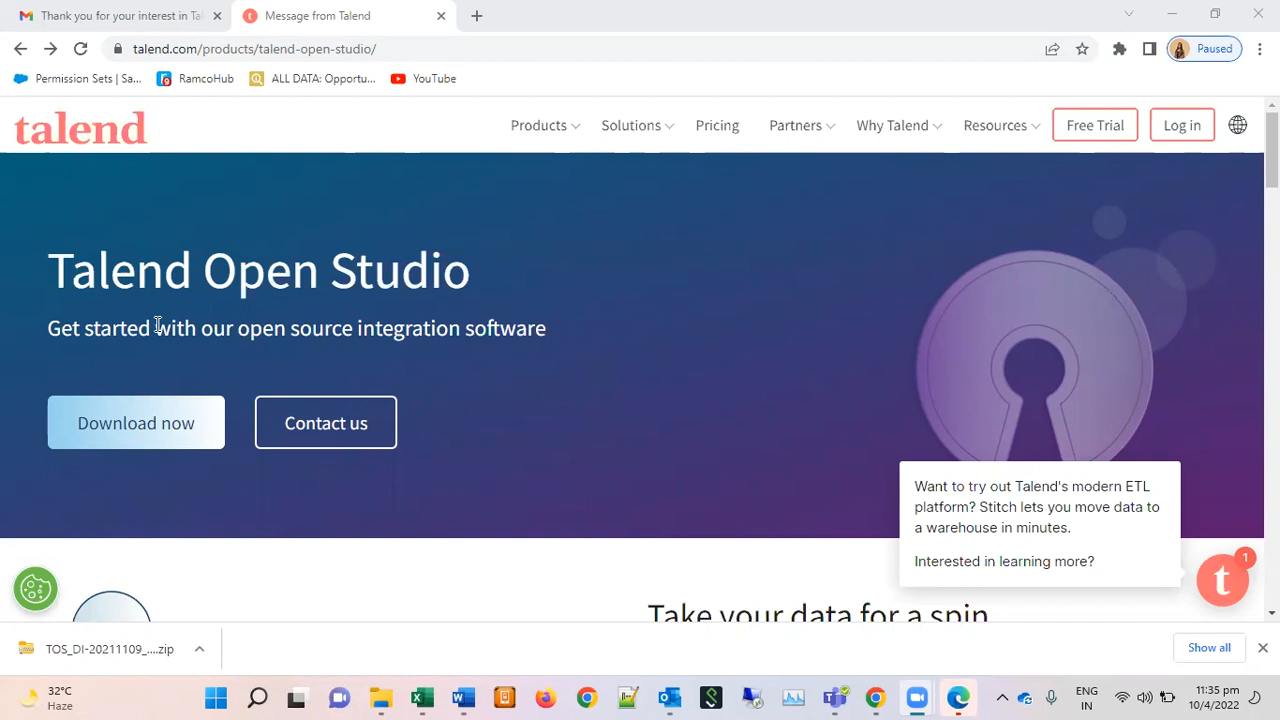 Thank you for your interest in Tal
Message from Talend
talend.com/products/talend-open-studio/
Paused
Permission Sets | Sa...
RamcoHub
ALL DATA: Opportu...
YouTube
talend
Products
Solutions
Pricing
Partners
Why Talend
Resources
Free Trial
Log in
Talend Open Studio
Get started with our open source integration software
Download now
Contact us
Want to try out Talend's modern ETL
platform? Stitch lets you move data to
a warehouse in minutes.
Interested in learning more?
1
t
Take your data for a spin
TOS_DI-20211109_....zip
Show all
32°C
Haze
ENG
IN
11:35 pm
10/4/2022